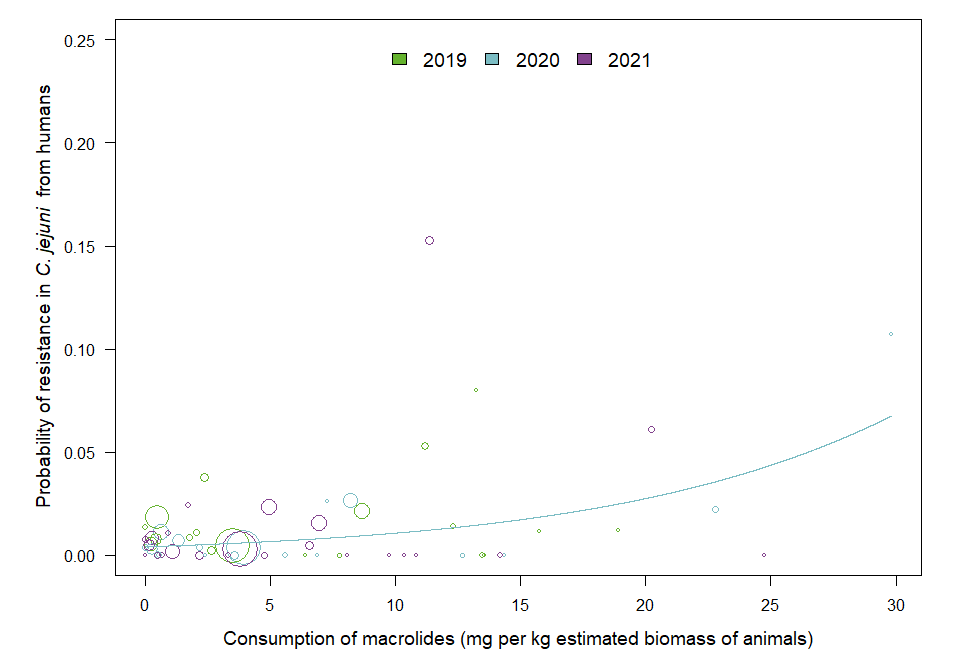 2019 2020 2021
0.25
0.20
0.15
0.10
0.05
0.00
Probability of resistance in C. jejuni from humans
0 5 10 15 20 25 30
Consumption of macrolides (mg per kg estimated biomass of animals)